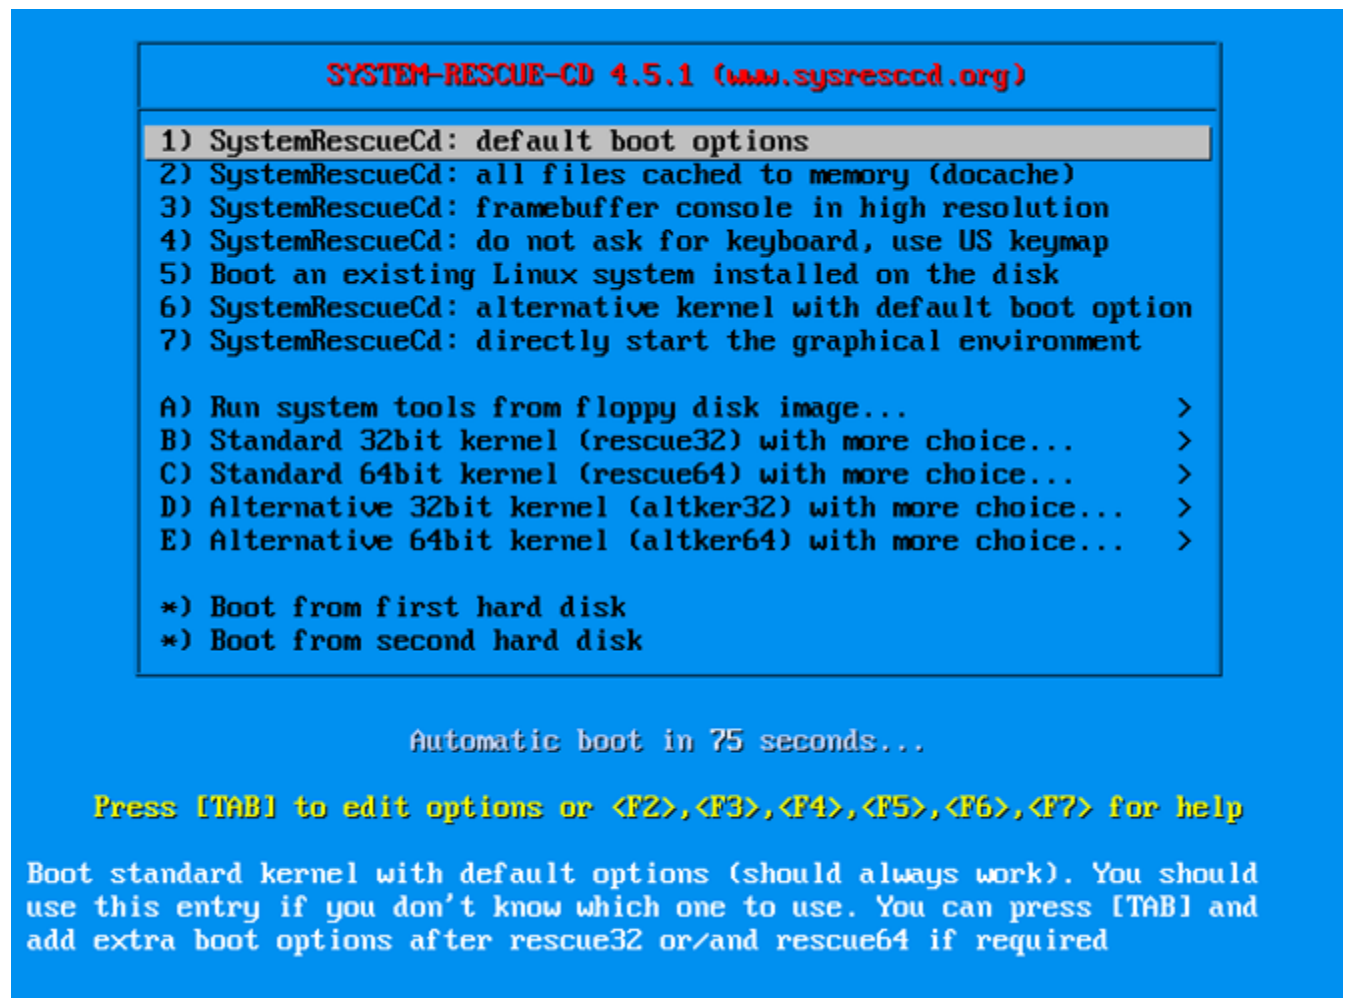 SYSTEM-RESCUE-CD 4.5.1 (www.sysresccd.org)
1) SystemRescueCd: default boot options
2) SystemRescueCd: all files cached to memory (docache)
3) SystemRescueCd: framebuffer console in high resolution
4) SystemRescueCd: do not ask for keyboard, use US keymap
5) Boot an existing Linux system installed on the disk
6) SystemRescueCd: alternative kernel with default boot option
7) SystemRescueCd: directly start the graphical environment
A) Run system tools from floppy disk image... >
B) Standard 32bit kernel (rescue32) with more choice... >
C) Standard 64bit kernel (rescue64) with more choice... >
D) Alternative 32bit kernel (altker32) with more choice... >
E) Alternative 64bit kernel (altker64) with more choice... >
*) Boot from first hard disk
*) Boot from second hard disk
Automatic boot in 75 seconds...
Press [TAB] to edit options or <F2>,<F3>,<F4>,<F5>,<F6>,<F7> for help
Boot standard kernel with default options (should always work). You should
use this entry if you don't know which one to use. You can press [TAB] and
add extra boot options after rescue32 or/and rescue64 if required